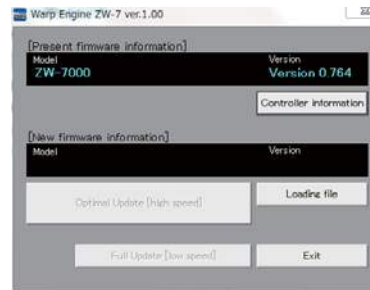 Warp Engine ZW-7 ver.1.00
[Present firmware information]
Model Version
ZW-7000 Version 0.764
Controller information
[New firmware information]
Model Version
Optimal Update [high speed]
Loading file
Full Update [low speed]
Exit